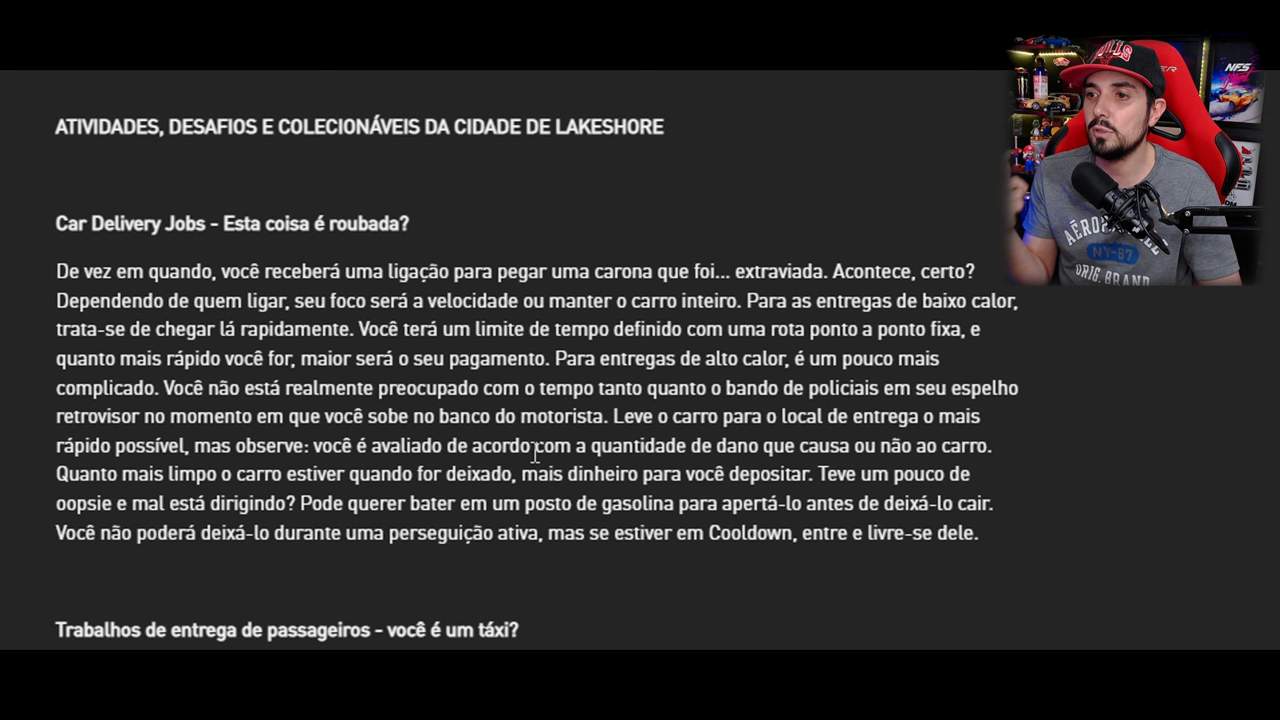 NFS
ATIVIDADES, DESAFIOS E COLECIONÁVEIS DA CIDADE DE LAKESHORE
Car Delivery Jobs - Esta coisa é roubada?
De vez em quando, você receberá uma ligação para pegar uma carona que foi... extraviada. Acontece, certo?
Dependendo de quem ligar, seu foco será a velocidade ou manter o carro inteiro. Para as entregas de baixo calor,
trata-se de chegar lá rapidamente. Você terá um limite de tempo definido com uma rota ponto a ponto fixa, e
quanto mais rápido você for, maior será o seu pagamento. Para entregas de alto calor, é um pouco mais
complicado. Você não está realmente preocupado com o tempo tanto quanto o bando de policiais em seu espelho
retrovisor no momento em que você sobe no banco do motorista. Leve o carro para o local de entrega o mais
rápido possível, mas observe: você é avaliado de acordo com a quantidade de dano que causa ou não ao carro.
Quanto mais limpo o carro estiver quando for deixado, mais dinheiro para você depositar. Teve um pouco de
oopsie e mal está dirigindo? Pode querer bater em um posto de gasolina para apertá-lo antes de deixá-lo cair.
Você não poderá deixá-lo durante uma perseguição ativa, mas se estiver em Cooldown, entre e livre-se dele.
Trabalhos de entrega de passageiros - você é um táxi?
NY-87
ORIG. BRAND